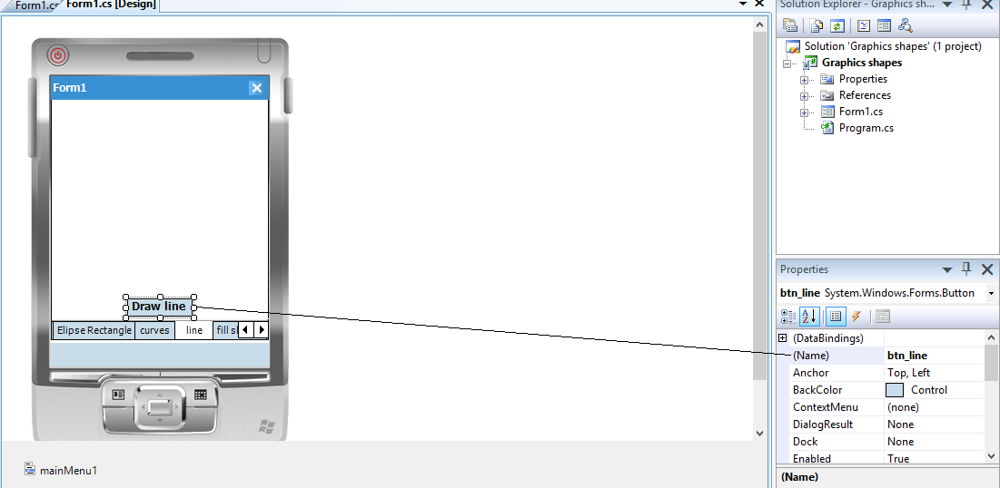 Form1.cs
Form1.cs [Design]
Form1
Draw line
Elipse Rectangle
curves
line
fill
mainMenu1
Solution Explorer - Graphics sh...
Solution 'Graphics shapes' (1 project)
Graphics shapes
Properties
References
Form1.cs
Program.cs
Properties
btn_line System.Windows.Forms.Button
(DataBindings)
(Name) btn_line
Anchor Top, Left
BackColor Control
ContextMenu (none)
DialogResult None
Dock None
Enabled True
(Name)